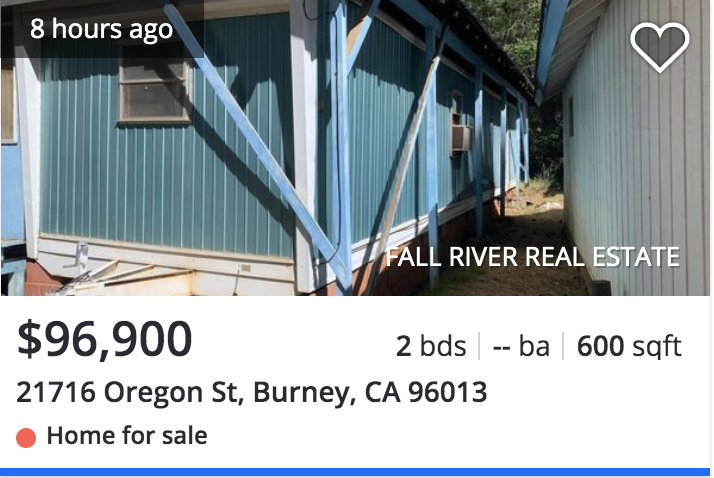 8 hours ago
FALL RIVER REAL ESTATE
$96,900 2 bds | -- ba | 600 sqft
21716 Oregon St, Burney, CA 96013
Home for sale